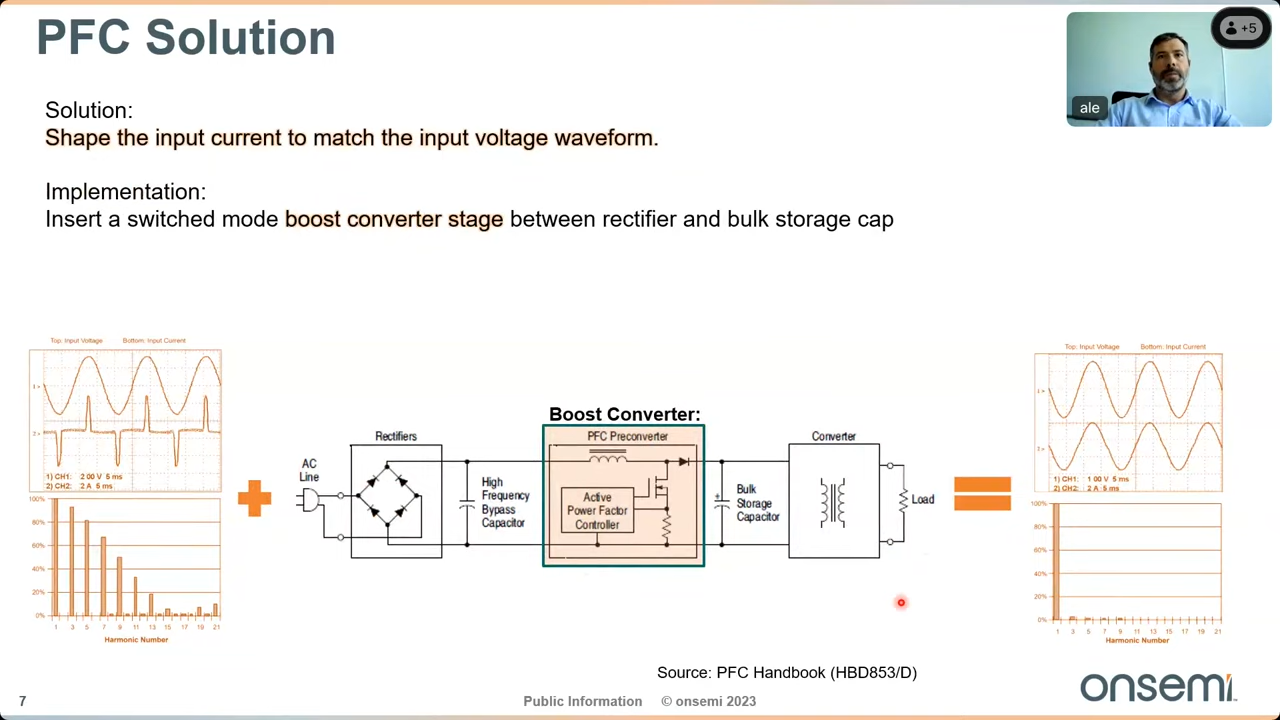 PFC Solution
+5
ale
Solution:
Shape the input current to match the input voltage waveform.
Implementation:
Insert a switched mode boost converter stage between rectifier and bulk storage cap
Top: Input Voltage Bottom: Input Current
1
2
1) CH1: 2 00 V 5 ms
2) CH2: 2 A 5 ms
100%
80%
60%
40%
20%
0%
1 3 5 7 9 11 13 15 17 19 21
Harmonic Number
Boost Converter:
Rectifiers
PFC Preconverter
Converter
AC
Line
High
Frequency
Bypass
Capacitor
Active
Power Factor
Controller
+
Bulk
Storage
Capacitor
Load
Top: Input Voltage Bottom: Input Current
1
2
1) CH1: 1 00 V 5 ms
2) CH2: 2 A 5 ms
100%
80%
60%
40%
20%
0%
1 3 5 7 9 11 13 15 17 19 21
Harmonic Number
Source: PFC Handbook (HBD853/D)
7
Public Information © onsemi 2023
onsemi